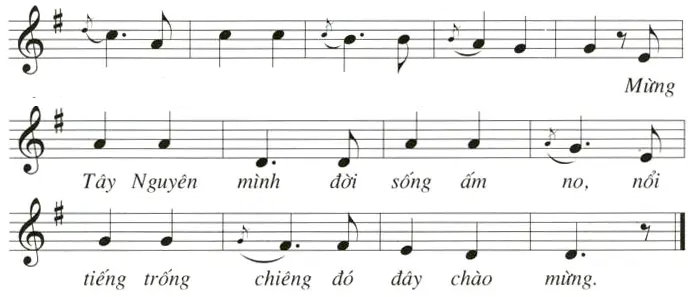 Mừng
Tây Nguyên mình đời sống ấm no, nổi
tiếng trống chiêng đó đây chào mừng.